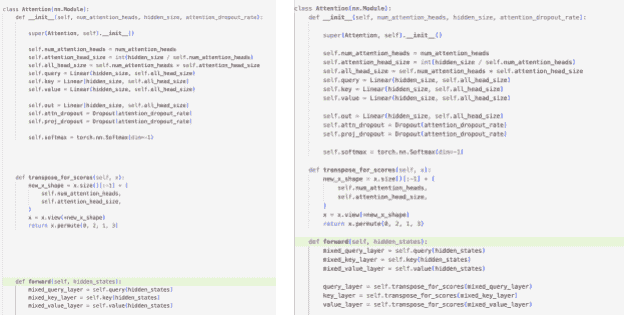 class Attention(nn.Module):
def __init__(self, num_attention_heads, hidden_size, attention_dropout_rate):
super(Attention, self).__init__()
self.num_attention_heads = num_attention_heads
self.attention_head_size = int(hidden_size / self.num_attention_heads)
self.all_head_size = self.num_attention_heads * self.attention_head_size
self.query = Linear(hidden_size, self.all_head_size)
self.key = Linear(hidden_size, self.all_head_size)
self.value = Linear(hidden_size, self.all_head_size)
self.out = Linear(hidden_size, self.all_head_size)
self.attn_dropout = Dropout(attention_dropout_rate)
self.proj_dropout = Dropout(attention_dropout_rate)
self.softmax = torch.nn.Softmax(dim=-1)
def transpose_for_scores(self, x):
new_x_shape = x.size()[:-1] + (
self.num_attention_heads,
self.attention_head_size,
)
x = x.view(*new_x_shape)
return x.permute(0, 2, 1, 3)
def forward(self, hidden_states):
mixed_query_layer = self.query(hidden_states)
mixed_key_layer = self.key(hidden_states)
mixed_value_layer = self.value(hidden_states)
class Attention(nn.Module):
def __init__(self, num_attention_heads, hidden_size, attention_dropout_rate):
super(Attention, self).__init__()
self.num_attention_heads = num_attention_heads
self.attention_head_size = int(hidden_size / self.num_attention_heads)
self.all_head_size = self.num_attention_heads * self.attention_head_size
self.query = Linear(hidden_size, self.all_head_size)
self.key = Linear(hidden_size, self.all_head_size)
self.value = Linear(hidden_size, self.all_head_size)
self.out = Linear(hidden_size, self.all_head_size)
self.attn_dropout = Dropout(attention_dropout_rate)
self.proj_dropout = Dropout(attention_dropout_rate)
self.softmax = torch.nn.Softmax(dim=-1)
def transpose_for_scores(self, x):
new_x_shape = x.size()[:-1] + (
self.num_attention_heads,
self.attention_head_size,
)
x = x.view(*new_x_shape)
return x.permute(0, 2, 1, 3)
def forward(self, hidden_states):
mixed_query_layer = self.query(hidden_states)
mixed_key_layer = self.key(hidden_states)
mixed_value_layer = self.value(hidden_states)
query_layer = self.transpose_for_scores(mixed_query_layer)
key_layer = self.transpose_for_scores(mixed_key_layer)
value_layer = self.transpose_for_scores(mixed_value_layer)